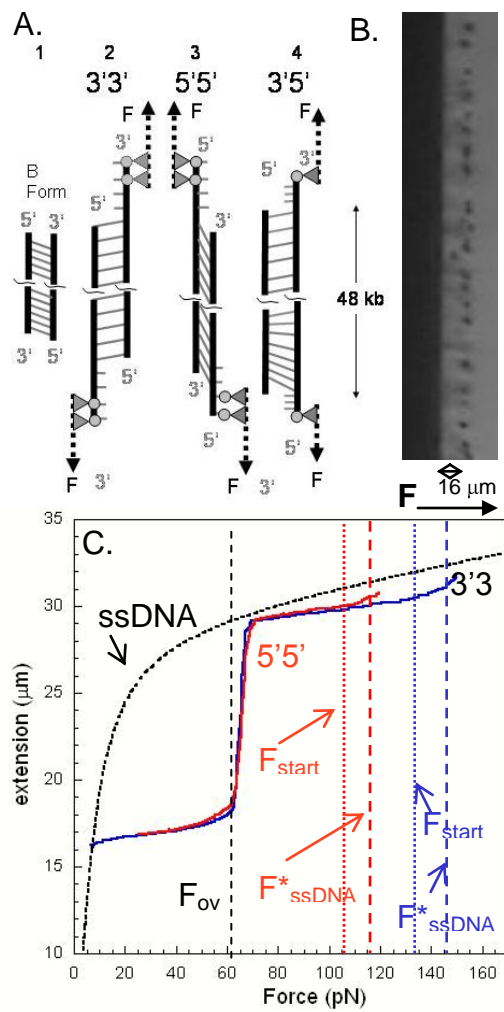 A.
B.
1 2 3 4
3'3' 5'5' 3'5'
F F F
3' 5' 3'
B
Form
5' 3' 5' 3' 5'
48 kb
3' 5' 5' 3'
5'
F 3' F 3' F
F 16 μm
C.
ssDNA
3'3
5'5'
Fstart
Fstart
F*ssDNA
F*ssDNA
Fov
extension (μm)
35
30
25
20
15
10
0 20 40 60 80 100 120 140 160
Force (pN)